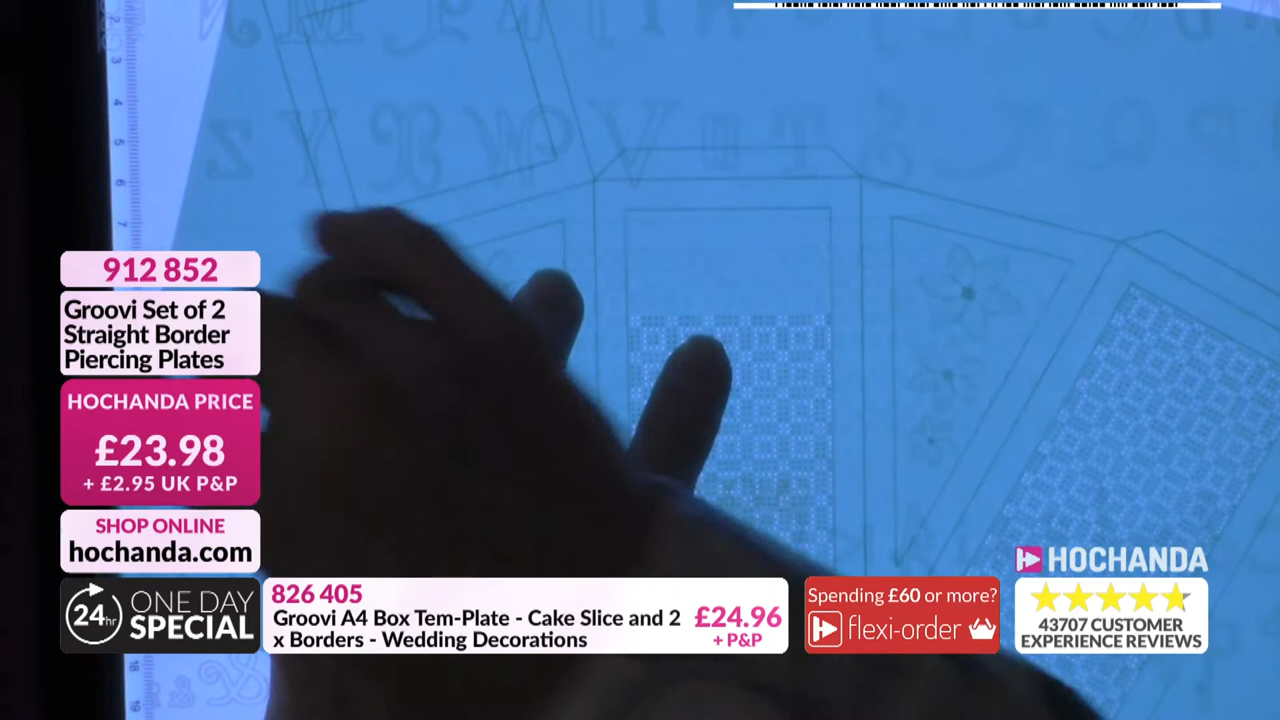 912 852
Groovi Set of 2
Straight Border
Piercing Plates
HOCHANDA PRICE
£23.98
+ £2.95 UK P&P
SHOP ONLINE
hochanda.com
24hr
ONE DAY
SPECIAL
826 405
Groovi A4 Box Tem-Plate - Cake Slice and 2
x Borders - Wedding Decorations
£24.96
+ P&P
Spending £60 or more?
flexi-order
HOCHANDA
43707 CUSTOMER
EXPERIENCE REVIEWS